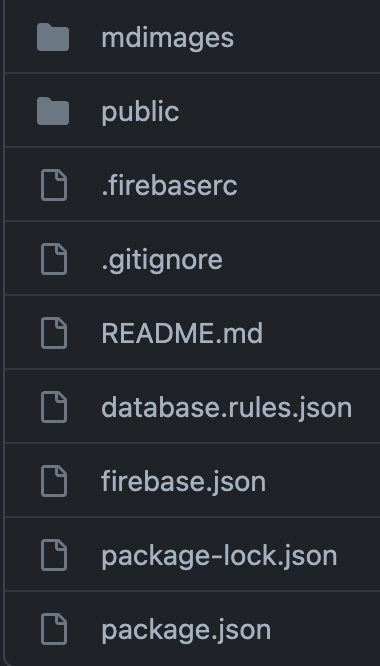 mdimages
public
.firebaserc
.gitignore
README.md
database.rules.json
firebase.json
package-lock.json
package.json